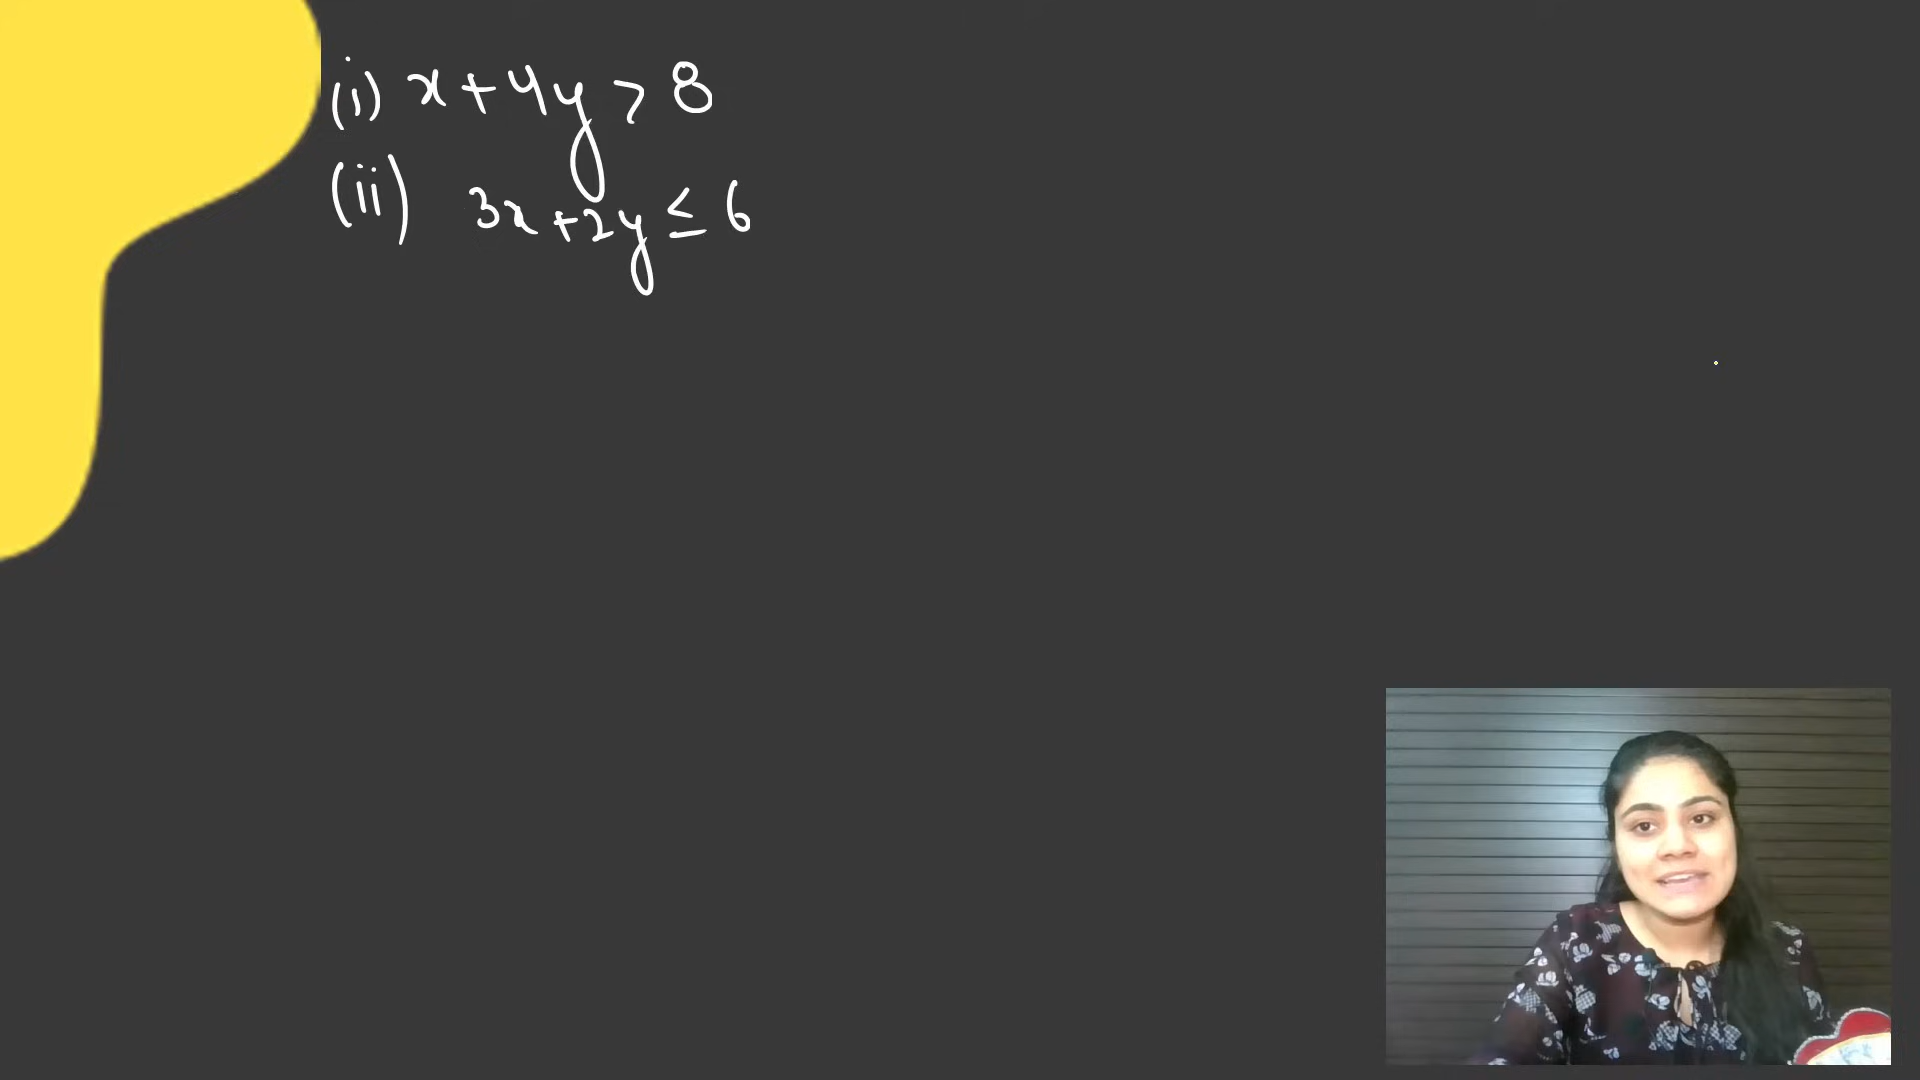 (i) x + 4y > 8
(ii) 3x + 2y ≤ 6